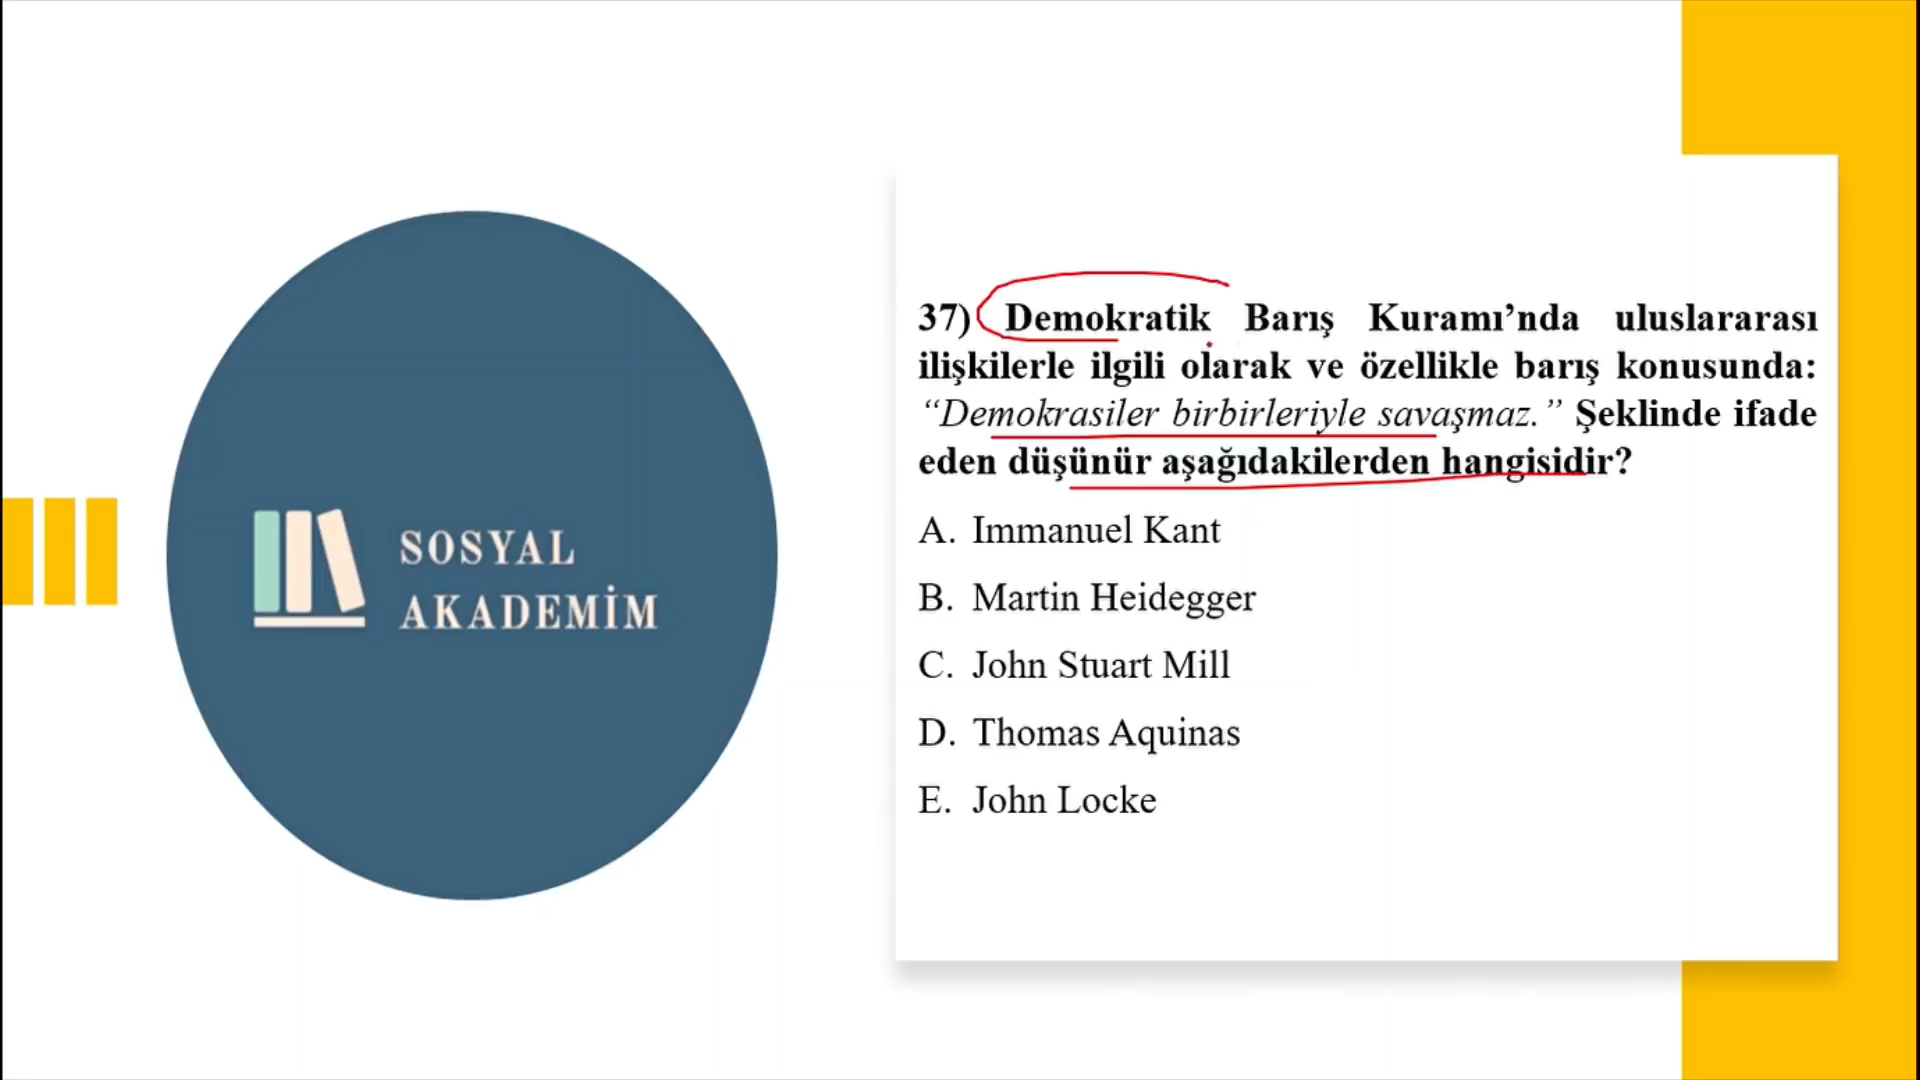 SOSYAL
AKADEMİM
37) Demokratik Barış Kuramı’nda uluslararası
ilişkilerle ilgili olarak ve özellikle barış konusunda:
“Demokrasiler birbirleriyle savaşmaz.” Şeklinde ifade
eden düşünür aşağıdakilerden hangisidir?
A. Immanuel Kant
B. Martin Heidegger
C. John Stuart Mill
D. Thomas Aquinas
E. John Locke